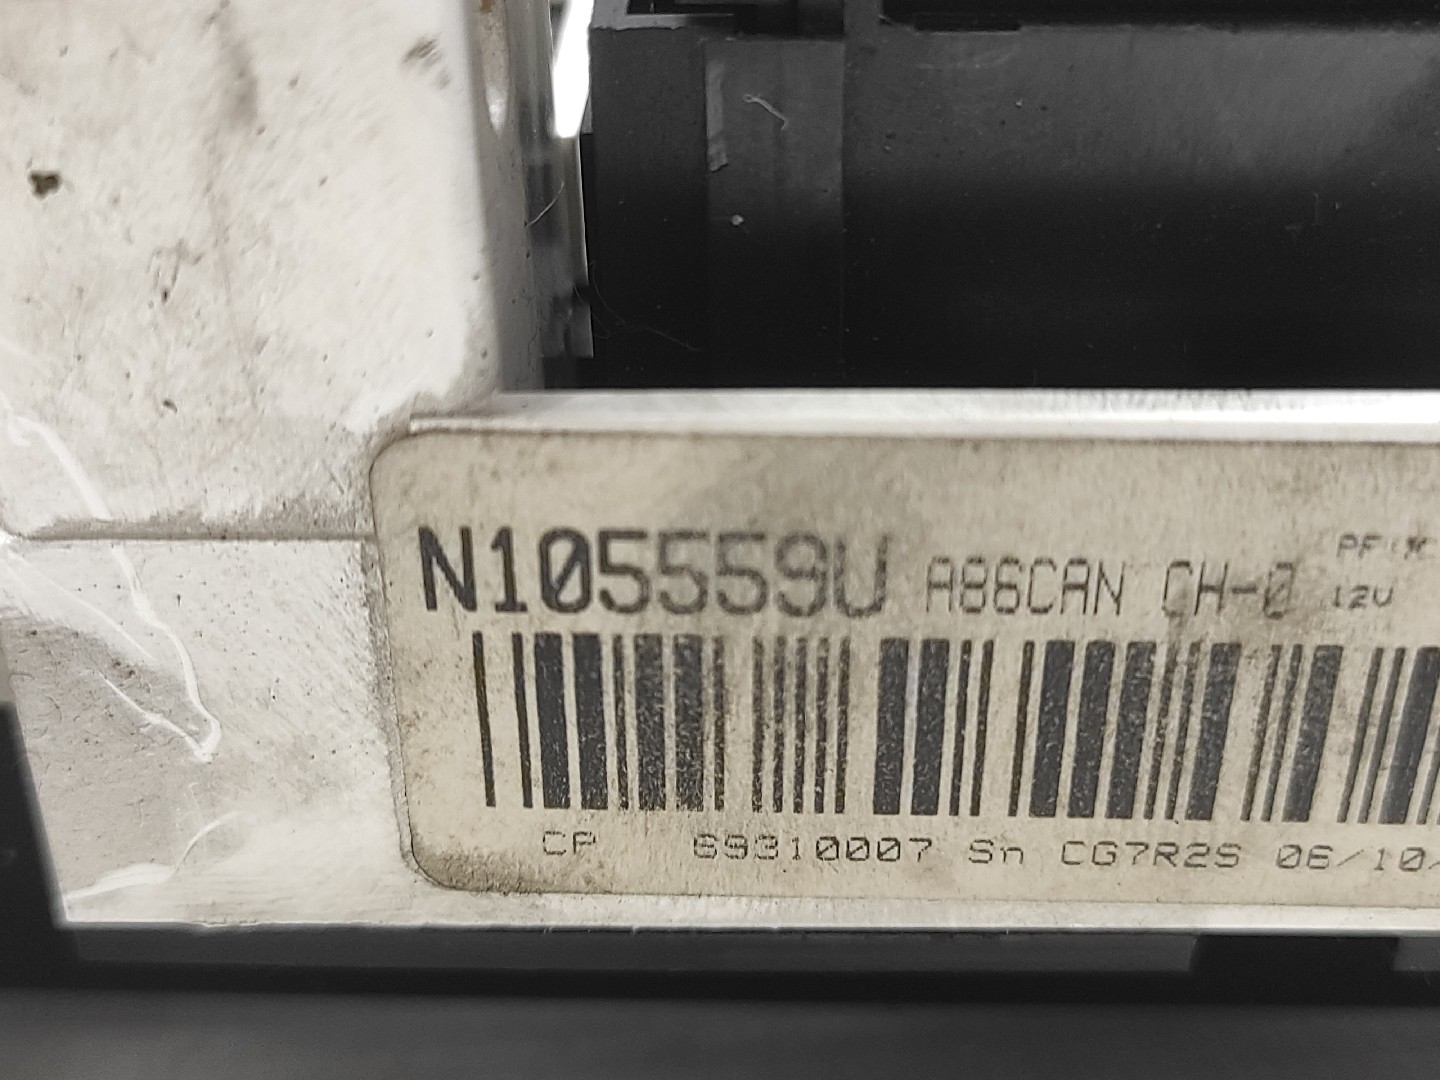 N105559U A86CAN CH-0
12V
CP 69310007 Sn CG7R2S 06/10/